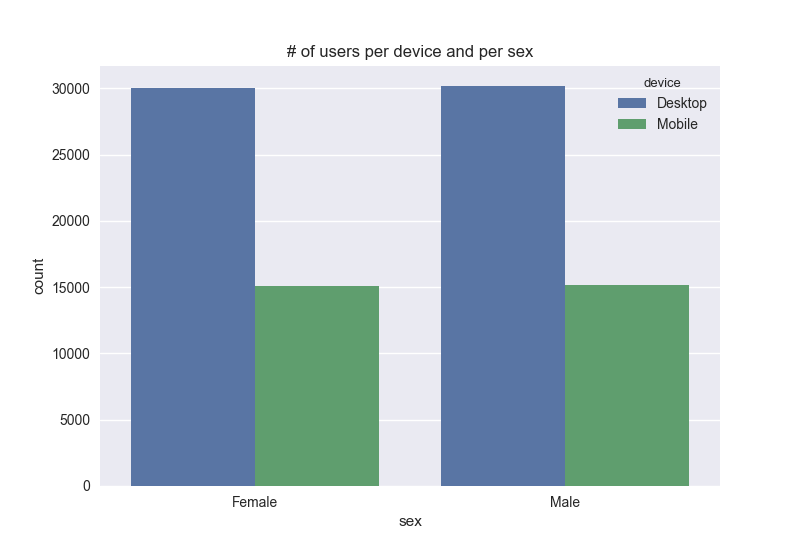 # of users per device and per sex
device
Desktop
Mobile
30000
25000
20000
15000
10000
5000
0
count
Female Male
sex